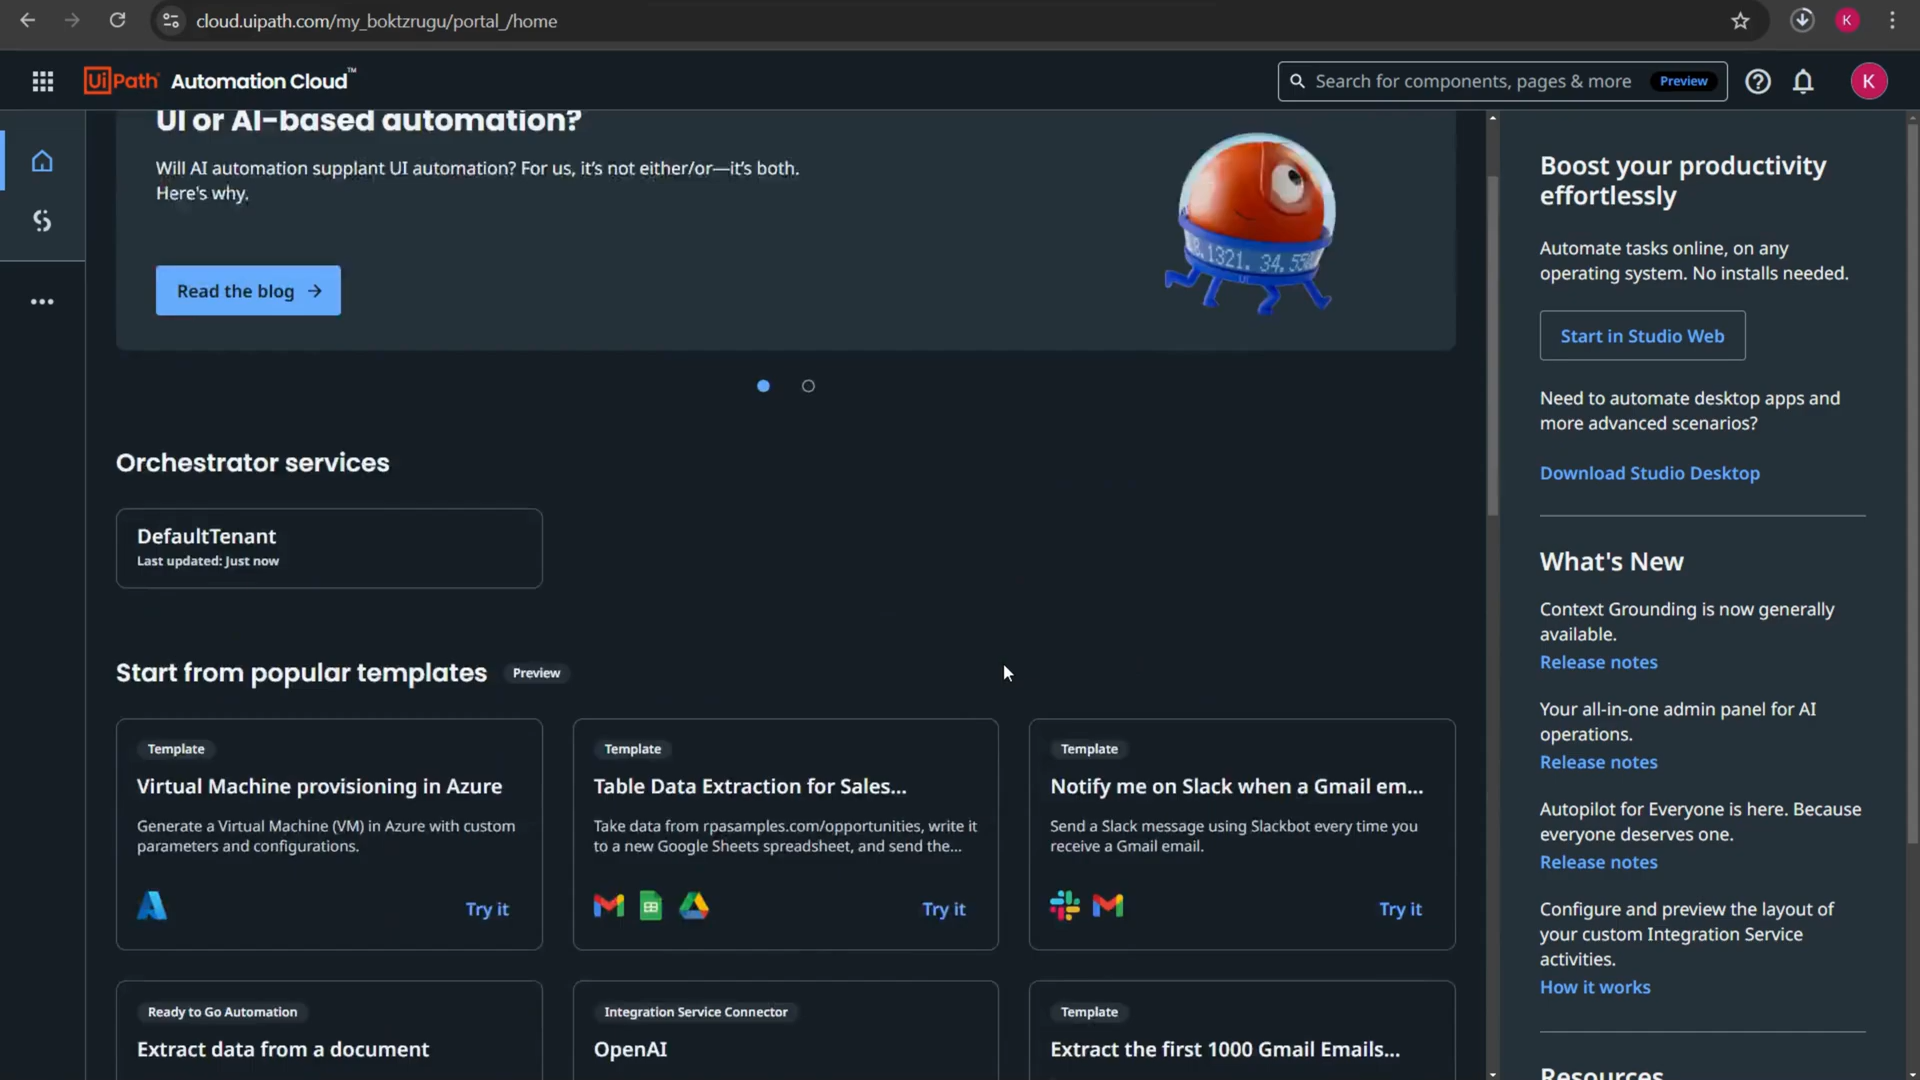 cloud.uipath.com/my_boktzrugu/portal_/home
K
UiPath Automation Cloud™
Search for components, pages & more Preview
K
UI or AI-based automation?
Will AI automation supplant UI automation? For us, it's not either/or—it's both.
Here's why.
Read the blog
Orchestrator services
DefaultTenant
Last updated: Just now
Start from popular templates Preview
Template
Virtual Machine provisioning in Azure
Generate a Virtual Machine (VM) in Azure with custom
parameters and configurations.
Try it
Template
Table Data Extraction for Sales...
Take data from rpasamples.com/opportunities, write it
to a new Google Sheets spreadsheet, and send the...
Try it
Template
Notify me on Slack when a Gmail em...
Send a Slack message using Slackbot every time you
receive a Gmail email.
Try it
Ready to Go Automation
Extract data from a document
Integration Service Connector
OpenAI
Template
Extract the first 1000 Gmail Emails...
Boost your productivity
effortlessly
Automate tasks online, on any
operating system. No installs needed.
Start in Studio Web
Need to automate desktop apps and
more advanced scenarios?
Download Studio Desktop
What's New
Context Grounding is now generally
available.
Release notes
Your all-in-one admin panel for AI
operations.
Release notes
Autopilot for Everyone is here. Because
everyone deserves one.
Release notes
Configure and preview the layout of
your custom Integration Service
activities.
How it works
Resources